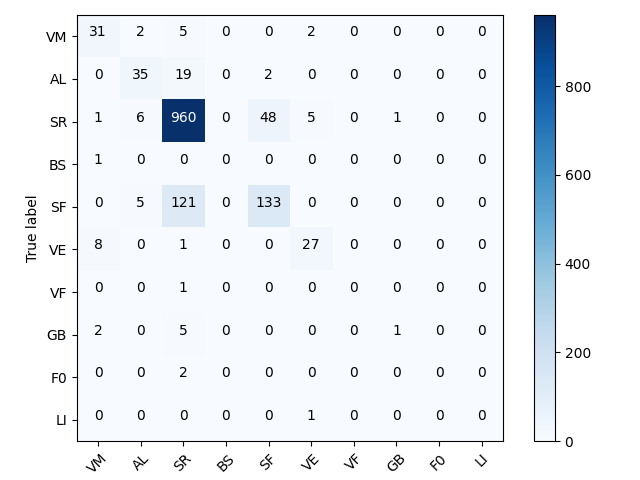 VM 31 2 5 0 0 2 0 0 0 0
AL 0 35 19 0 2 0 0 0 0 0
SR 1 6 960 0 48 5 0 1 0 0
BS 1 0 0 0 0 0 0 0 0 0
SF 0 5 121 0 133 0 0 0 0 0
VE 8 0 1 0 0 27 0 0 0 0
VF 0 0 1 0 0 0 0 0 0 0
GB 2 0 5 0 0 0 0 1 0 0
F0 0 0 2 0 0 0 0 0 0 0
LI 0 0 0 0 0 1 0 0 0 0
VM AL SR BS SF VE VF GB F0 LI
True label
800
600
400
200
0